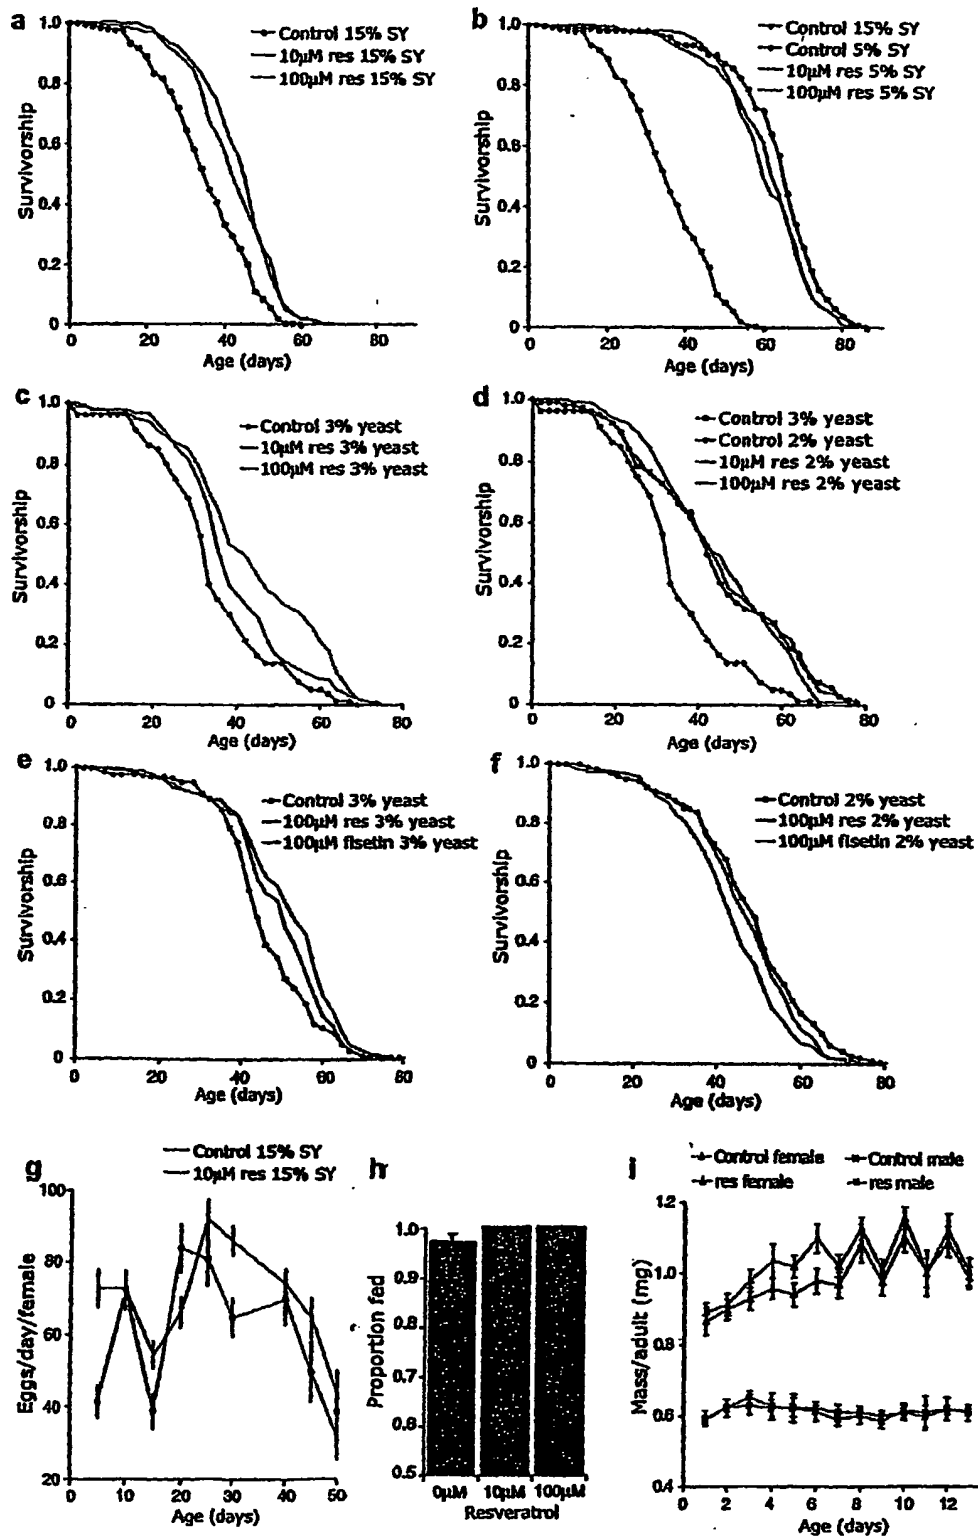 a
Control 15% SY
10μM res 15% SY
100μM res 15% SY
Survivorship
1.0
0.8
0.6
0.4
0.2
0
0 20 40 60 80
Age (days)
b
Control 15% SY
Control 5% SY
10μM res 5% SY
100μM res 5% SY
Survivorship
1.0
0.8
0.6
0.4
0.2
0
0 20 40 60 80
Age (days)
c
Control 3% yeast
10μM res 3% yeast
100μM res 3% yeast
Survivorship
1.0
0.8
0.6
0.4
0.2
0
0 20 40 60 80
Age (days)
d
Control 3% yeast
Control 2% yeast
10μM res 2% yeast
100μM res 2% yeast
Survivorship
1.0
0.8
0.6
0.4
0.2
0
0 20 40 60 80
Age (days)
e
Control 3% yeast
100μM res 3% yeast
100μM fisetin 3% yeast
Survivorship
1.0
0.8
0.6
0.4
0.2
0
0 20 40 60 80
Age (days)
f
Control 2% yeast
100μM res 2% yeast
100μM fisetin 2% yeast
Survivorship
1.0
0.8
0.6
0.4
0.2
0
0 20 40 60 80
Age (days)
g
Control 15% SY
10μM res 15% SY
Eggs/day/female
100
80
60
40
20
0 10 20 30 40 50
Age (days)
h
Proportion fed
1.0
0.9
0.8
0.7
0.6
0.5
0μM 10μM 100μM
Resveratrol
i
Control female Control male
res female res male
Mass/adult (mg)
1.2
1.0
0.8
0.6
0.4
0 2 4 6 8 10 12
Age (days)